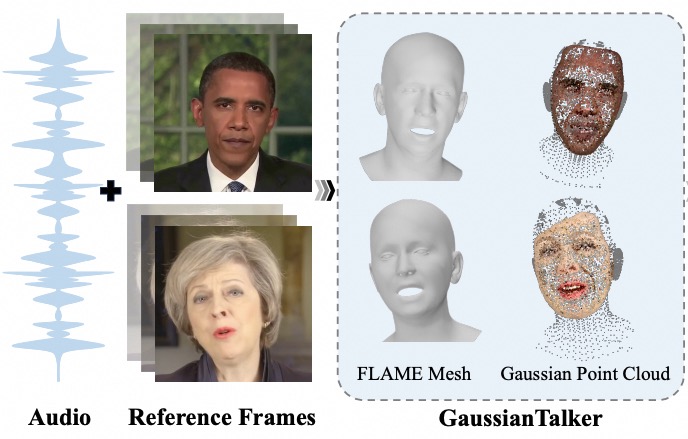 FLAME Mesh
Gaussian Point Cloud
Audio
Reference Frames
GaussianTalker